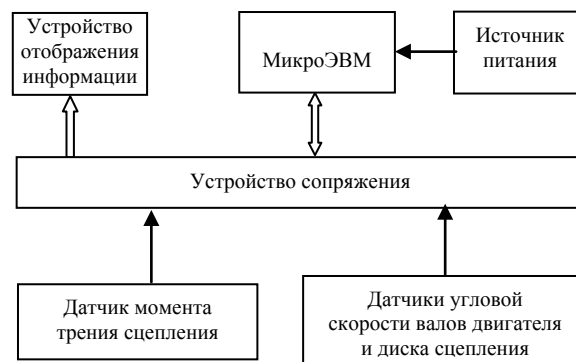 Устройство
отображения
информации
МикроЭВМ
Источник
питания
Устройство сопряжения
Датчик момента
трения сцепления
Датчики угловой
скорости валов двигателя
и диска сцепления